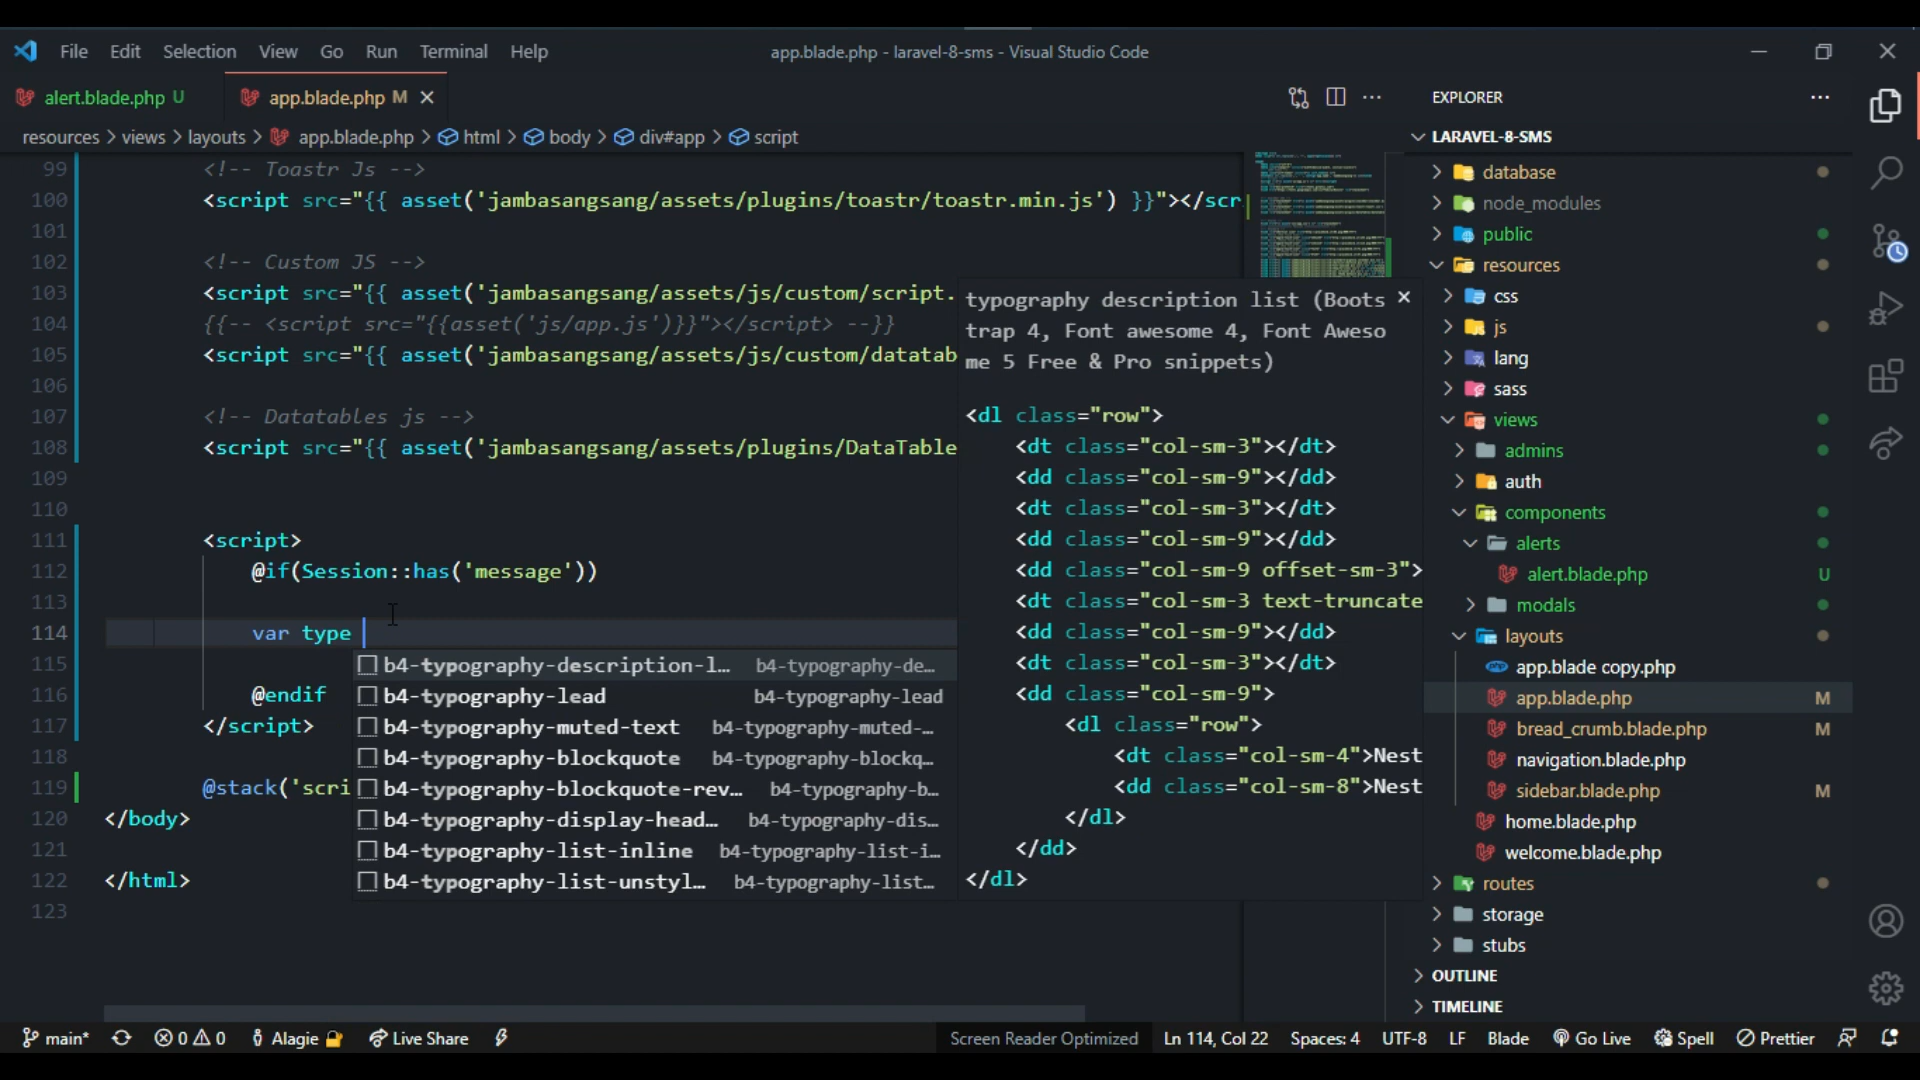 File Edit Selection View Go Run Terminal Help
app.blade.php - laravel-8-sms - Visual Studio Code
alert.blade.php U
app.blade.php M
resources > views > layouts > app.blade.php > html > body > div#app > script
99 <!-- Toastr Js -->
100 <script src="{{ asset('jambasangsang/assets/plugins/toastr/toastr.min.js') }}"></scr
101
102 <!-- Custom JS -->
103 <script src="{{ asset('jambasangsang/assets/js/custom/script.
104 {{-- <script src="{{asset('js/app.js')}}"></script> --}}
105 <script src="{{ asset('jambasangsang/assets/js/custom/datatab
106
107 <!-- Datatables js -->
108 <script src="{{ asset('jambasangsang/assets/plugins/DataTable
109
110
111 <script>
112 @if(Session::has('message'))
113
114 var type
115
116 @endif
117 </script>
118
119 @stack('scri
120 </body>
121
122 </html>
123
b4-typography-description-l... b4-typography-de...
b4-typography-lead b4-typography-lead
b4-typography-muted-text b4-typography-muted-...
b4-typography-blockquote b4-typography-blockq...
b4-typography-blockquote-rev... b4-typography-b...
b4-typography-display-head... b4-typography-dis...
b4-typography-list-inline b4-typography-list-i...
b4-typography-list-unstyl... b4-typography-list...
typography description list (Boots
trap 4, Font awesome 4, Font Aweso
me 5 Free & Pro snippets)
<dl class="row">
<dt class="col-sm-3"></dt>
<dd class="col-sm-9"></dd>
<dt class="col-sm-3"></dt>
<dd class="col-sm-9"></dd>
<dd class="col-sm-9 offset-sm-3">
<dt class="col-sm-3 text-truncate
<dd class="col-sm-9"></dd>
<dt class="col-sm-3"></dt>
<dd class="col-sm-9">
<dl class="row">
<dt class="col-sm-4">Nest
<dd class="col-sm-8">Nest
</dl>
</dd>
</dl>
EXPLORER
LARAVEL-8-SMS
database
node_modules
public
resources
css
js
lang
sass
views
admins
auth
components
alerts
alert.blade.php U
modals
layouts
app.blade copy.php
app.blade.php M
bread_crumb.blade.php M
navigation.blade.php
sidebar.blade.php M
home.blade.php
welcome.blade.php
routes
storage
stubs
OUTLINE
TIMELINE
main* 0 0 Alagie Live Share Screen Reader Optimized Ln 114, Col 22 Spaces: 4 UTF-8 LF Blade Go Live Spell Prettier